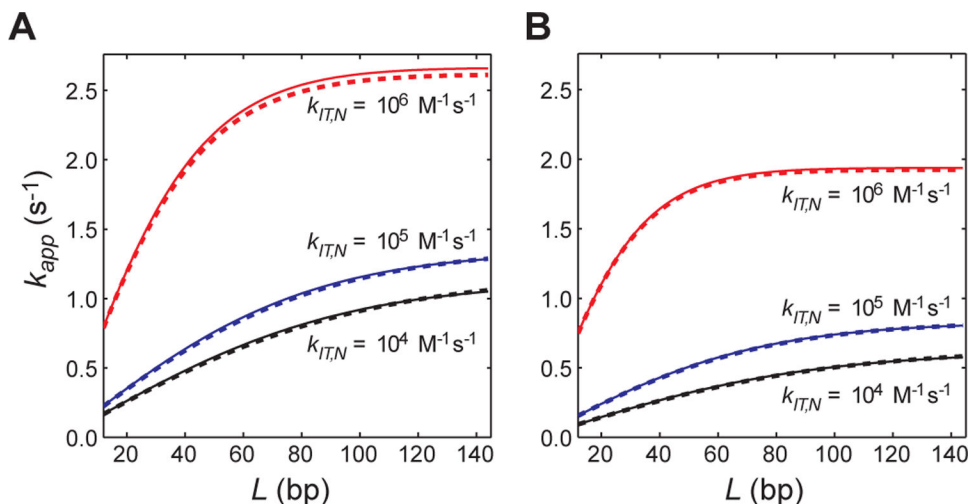 A
k_app (s⁻¹)
2.5
2.0
1.5
1.0
0.5
0.0
k_IT,N = 10⁶ M⁻¹s⁻¹
k_IT,N = 10⁵ M⁻¹s⁻¹
k_IT,N = 10⁴ M⁻¹s⁻¹
20 40 60 80 100 120 140
L (bp)
B
2.5
2.0
1.5
1.0
0.5
0.0
k_IT,N = 10⁶ M⁻¹s⁻¹
k_IT,N = 10⁵ M⁻¹s⁻¹
k_IT,N = 10⁴ M⁻¹s⁻¹
20 40 60 80 100 120 140
L (bp)